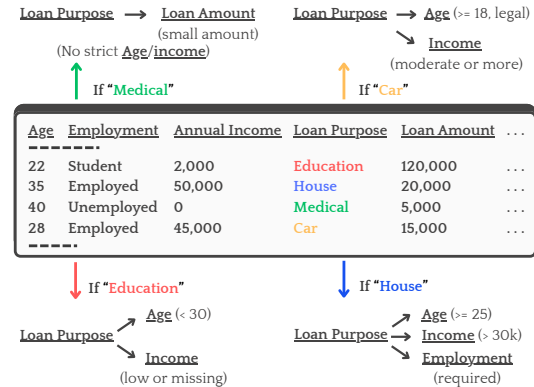 Loan Purpose Loan Amount
(small amount)
(No strict Age/income)
If “Medical”
Loan Purpose Age (>= 18, legal)
Income
(moderate or more)
If “Car”
Age Employment Annual Income Loan Purpose Loan Amount ...
22 Student 2,000 Education 120,000 ...
35 Employed 50,000 House 20,000 ...
40 Unemployed 0 Medical 5,000 ...
28 Employed 45,000 Car 15,000 ...
If “Education”
Age (< 30)
Loan Purpose
Income
(low or missing)
If “House”
Age (>= 25)
Loan Purpose Income (> 30k)
Employment
(required)